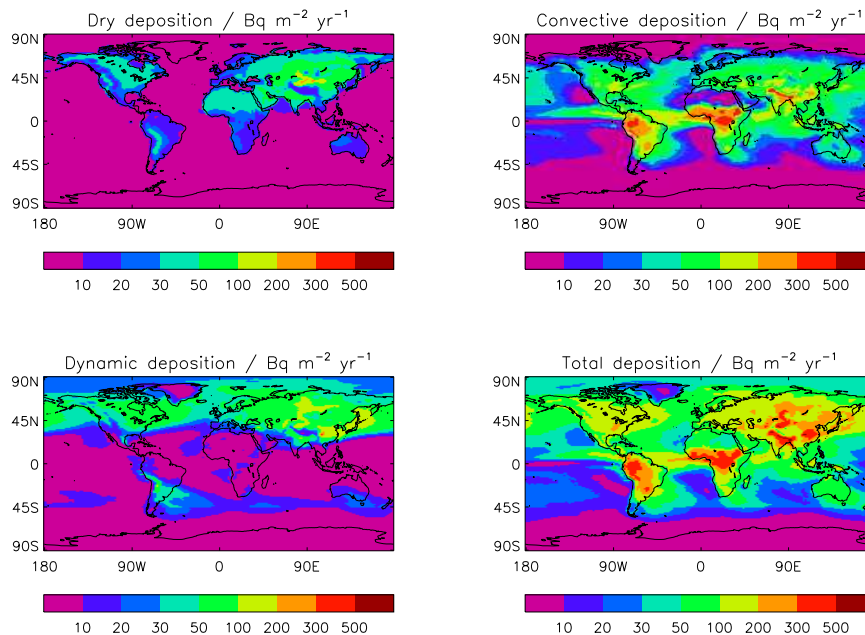 Dry deposition / Bq m⁻² yr⁻¹
90N
45N
0
45S
90S
180 90W 0 90E
10 20 30 50 100 200 300 500
Convective deposition / Bq m⁻² yr⁻¹
90N
45N
0
45S
90S
180 90W 0 90E
10 20 30 50 100 200 300 500
Dynamic deposition / Bq m⁻² yr⁻¹
90N
45N
0
45S
90S
180 90W 0 90E
10 20 30 50 100 200 300 500
Total deposition / Bq m⁻² yr⁻¹
90N
45N
0
45S
90S
180 90W 0 90E
10 20 30 50 100 200 300 500